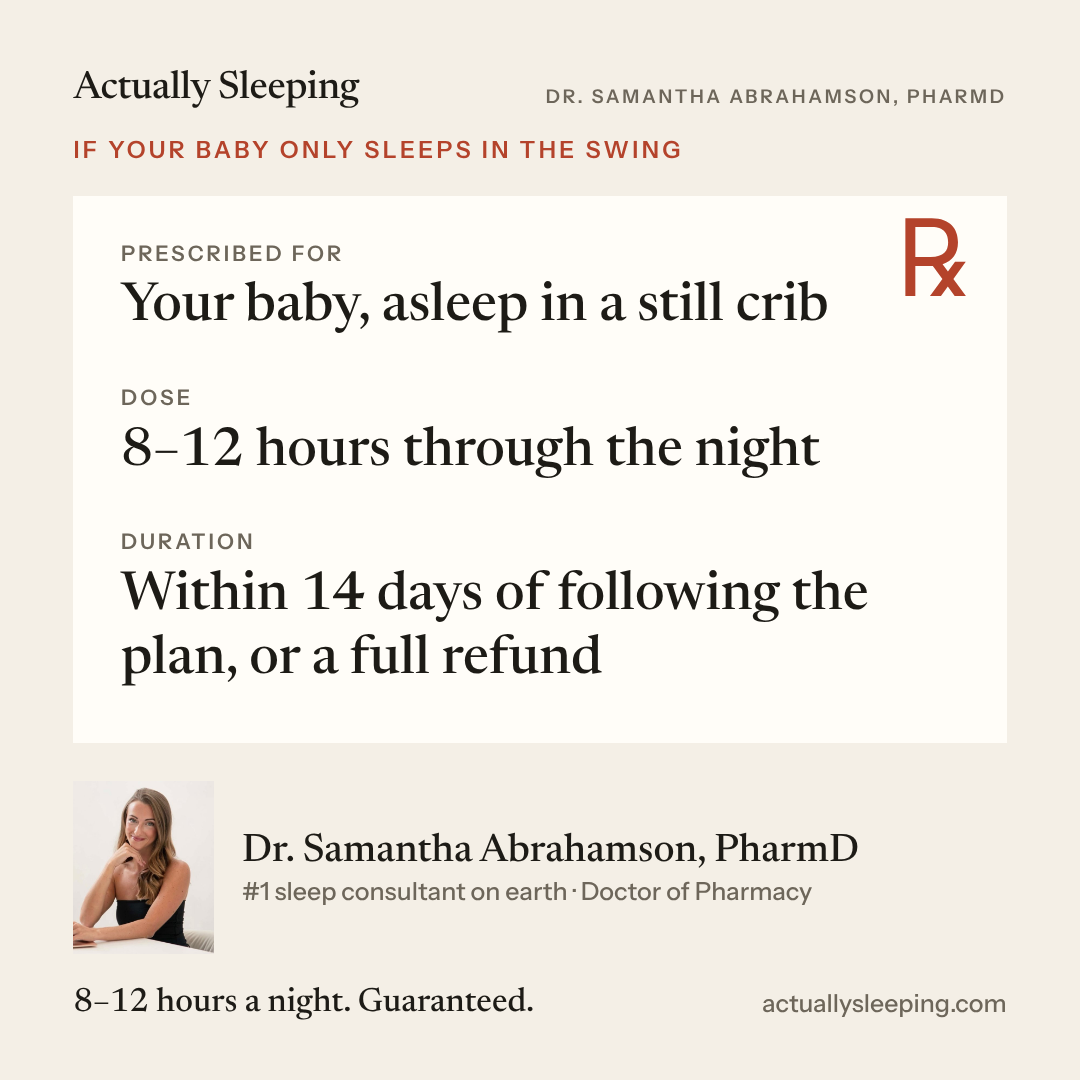 Actually Sleeping
DR. SAMANTHA ABRAHAMSON, PHARMD
IF YOUR BABY ONLY SLEEPS IN THE SWING
PRESCRIBED FOR
Rx
Your baby, asleep in a still crib
DOSE
8–12 hours through the night
DURATION
Within 14 days of following the
plan, or a full refund
Dr. Samantha Abrahamson, PharmD
#1 sleep consultant on earth · Doctor of Pharmacy
8–12 hours a night. Guaranteed.
actuallysleeping.com